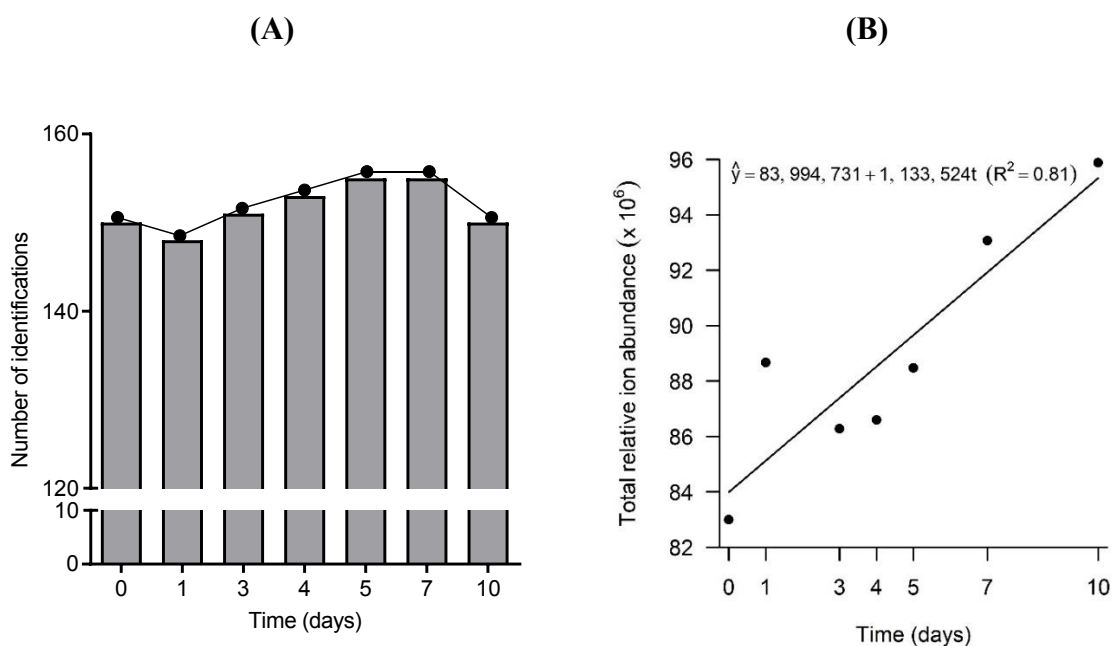 (A)
(B)
160
140
120
10
0
Number of identifications
0 1 3 4 5 7 10
Time (days)
ŷ = 83, 994, 731 + 1, 133, 524t (R² = 0.81)
96
94
92
90
88
86
84
82
Total relative ion abundance (x 10⁶)
0 1 3 4 5 7 10
Time (days)